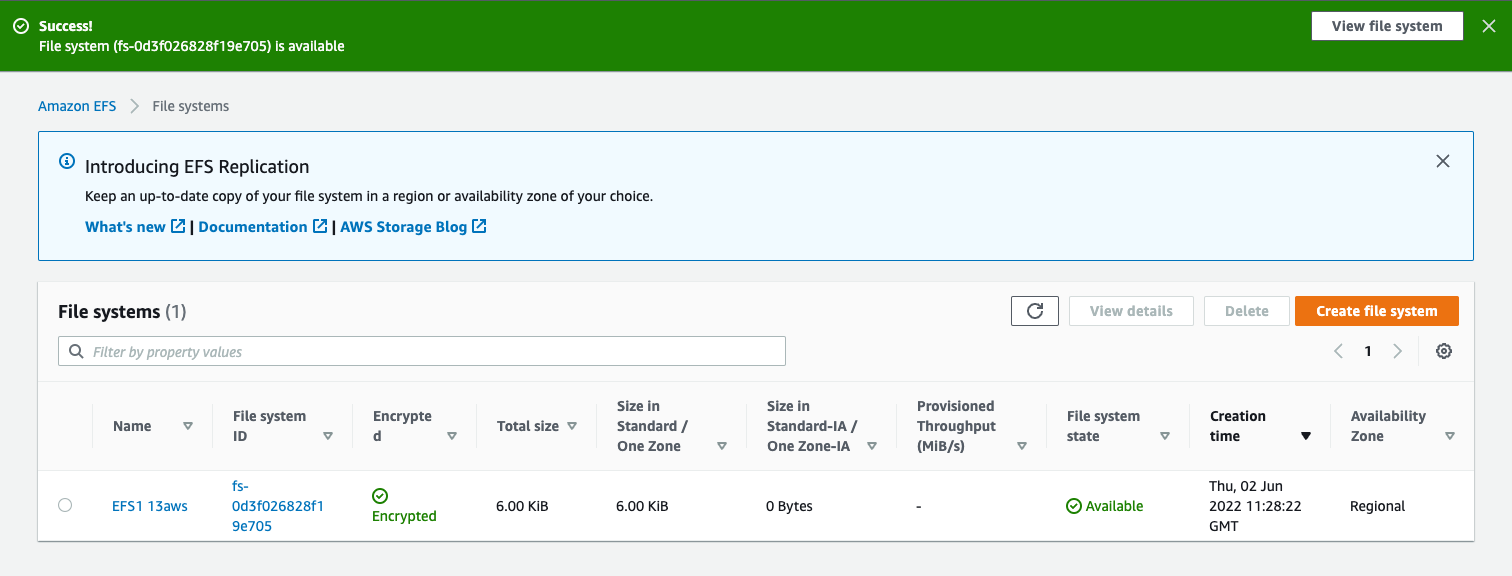 Success!
View file system
File system (fs-0d3f026828f19e705) is available
Amazon EFS
File systems
Introducing EFS Replication
Keep an up-to-date copy of your file system in a region or availability zone of your choice.
What's new | Documentation | AWS Storage Blog
File systems (1)
View details
Delete
Create file system
Filter by property values
1
Name
File system
ID
Encrypte
d
Total size
Size in
Standard /
One Zone
Size in
Standard-IA /
One Zone-IA
Provisioned
Throughput
(MiB/s)
File system
state
Creation
time
Availability
Zone
EFS1 13aws
fs-
0d3f026828f1
9e705
Encrypted
6.00 KiB
6.00 KiB
0 Bytes
-
Available
Thu, 02 Jun
2022 11:28:22
GMT
Regional